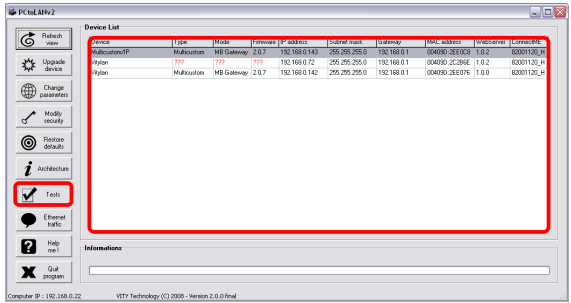 PCtoLANv2
Device List
Refresh
view
Upgrade
device
Change
parameters
Modify
security
Restore
defaults
Architecture
Tests
Ethernet
traffic
Help
me !
Quit
program
Device Type Mode Firmware IP address Subnet mask Gateway MAC address WebServer ConnectME
Multicustom/IP Multicustom MB Gateway 2.0.7 192.168.0.143 255.255.255.0 192.168.0.1 00409D:2EE0C8 1.0.2 82001120_H
Vitylan ??? ??? ??? 192.168.0.72 255.255.255.0 192.168.0.1 00409D:2C2B6E 1.0.2 82001120_H
Vitylan Multicustom MB Gateway 2.0.7 192.168.0.142 255.255.255.0 192.168.0.1 00409D:2EE076 1.0.0 82001120_H
Informations
Computer IP : 192.168.0.22 VITY Technology (C) 2008 - Version 2.0.0 final